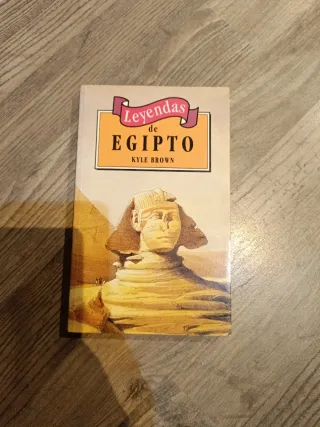 Leyendas
de
EGIPTO
KYLE BROWN